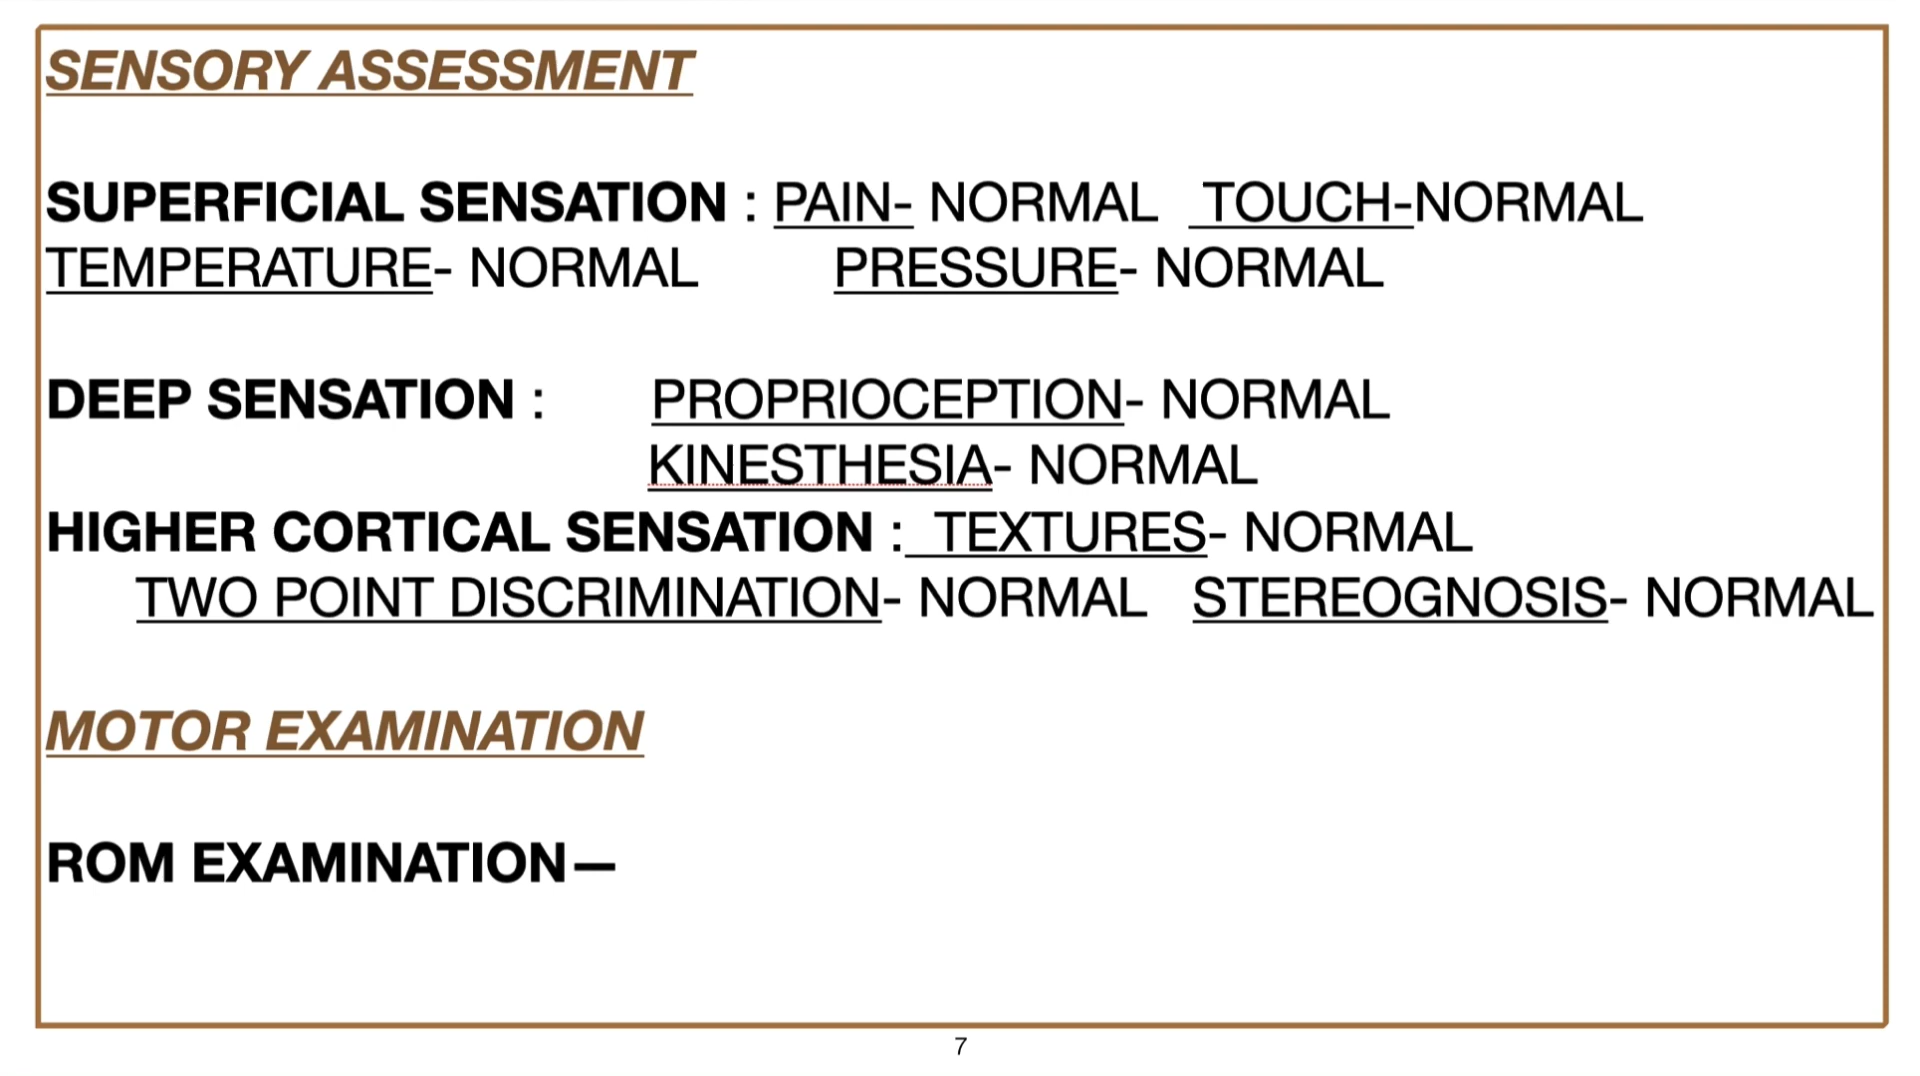 SENSORY ASSESSMENT
SUPERFICIAL SENSATION : PAIN- NORMAL TOUCH-NORMAL
TEMPERATURE- NORMAL PRESSURE- NORMAL
DEEP SENSATION : PROPRIOCEPTION- NORMAL
KINESTHESIA- NORMAL
HIGHER CORTICAL SENSATION : TEXTURES- NORMAL
TWO POINT DISCRIMINATION- NORMAL STEREOGNOSIS- NORMAL
MOTOR EXAMINATION
ROM EXAMINATION—
7